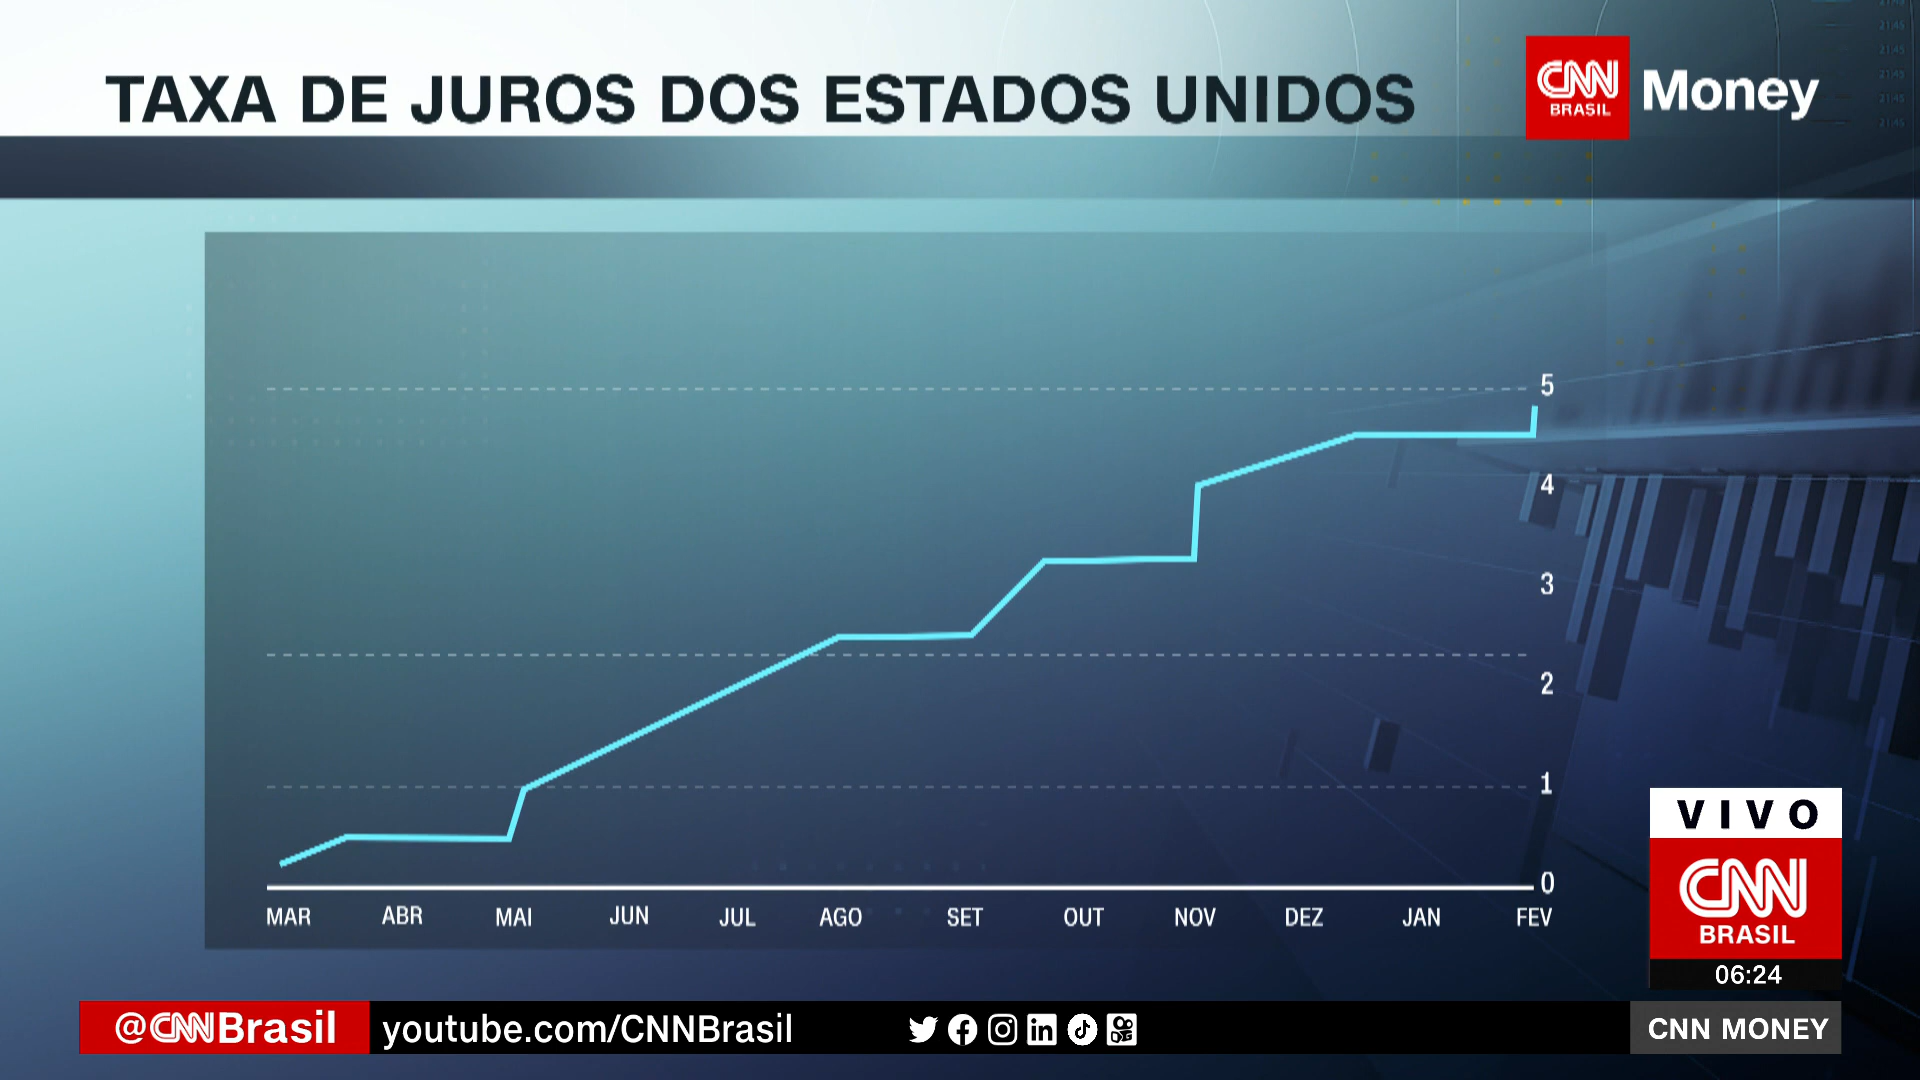 TAXA DE JUROS DOS ESTADOS UNIDOS
CNN BRASIL Money
5
4
3
2
1
0
MAR ABR MAI JUN JUL AGO SET OUT NOV DEZ JAN FEV
VIVO
CNN
BRASIL
06:24
@CNNBrasil youtube.com/CNNBrasil CNN MONEY